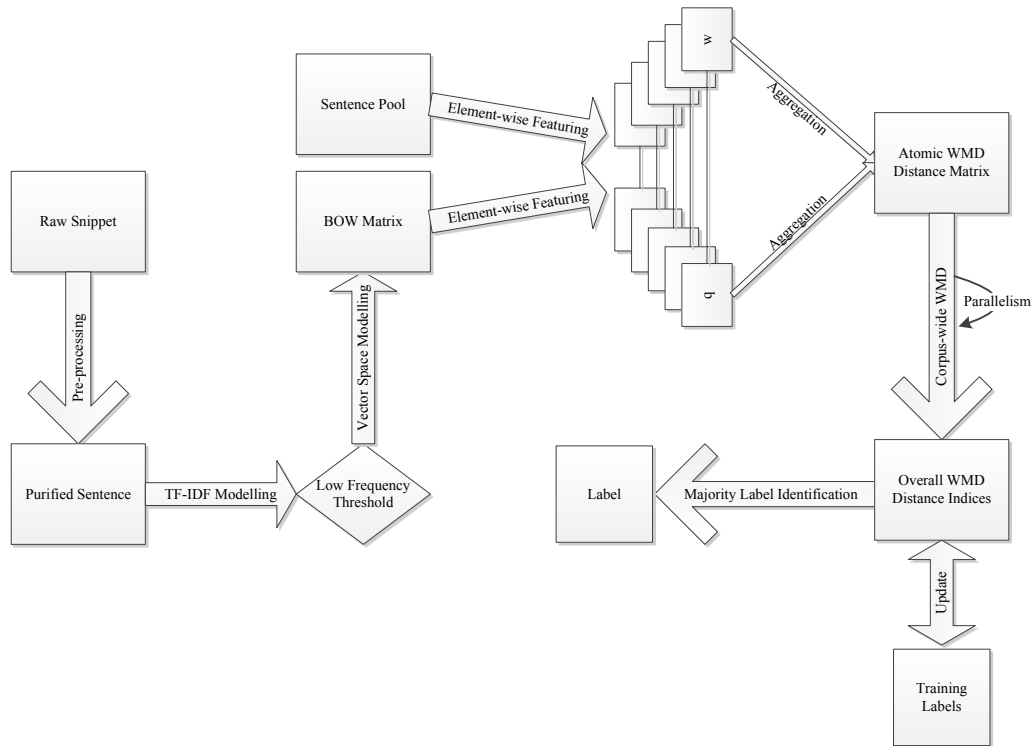 Raw Snippet
Pre-processing
Purified Sentence
TF-IDF Modelling
Low Frequency
Threshold
Vector Space Modelling
BOW Matrix
Sentence Pool
Element-wise Featuring
Element-wise Featuring
w
q
Aggregation
Aggregation
Atomic WMD
Distance Matrix
Corpus-wide WMD
Parallelism
Overall WMD
Distance Indices
Majority Label Identification
Label
Update
Training
Labels